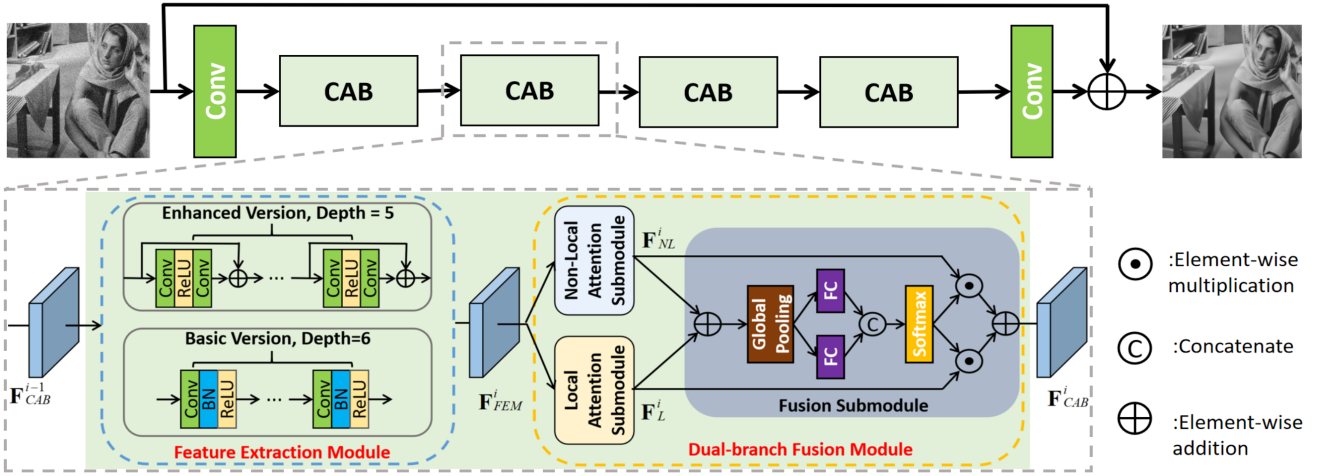 Conv
CAB
CAB
CAB
CAB
Conv
Enhanced Version, Depth = 5
Conv
ReLU
Conv
...
Conv
ReLU
Conv
Basic Version, Depth=6
Conv
BN
ReLU
...
Conv
BN
ReLU
Feature Extraction Module
F^{i-1}_{CAB}
F^{i}_{FEM}
Non-Local
Attention
Submodule
Local
Attention
Submodule
F^{i}_{NL}
F^{i}_{L}
Global
Pooling
FC
FC
C
Softmax
Fusion Submodule
Dual-branch Fusion Module
F^{i}_{CAB}
:Element-wise
multiplication
C
:Concatenate
:Element-wise
addition